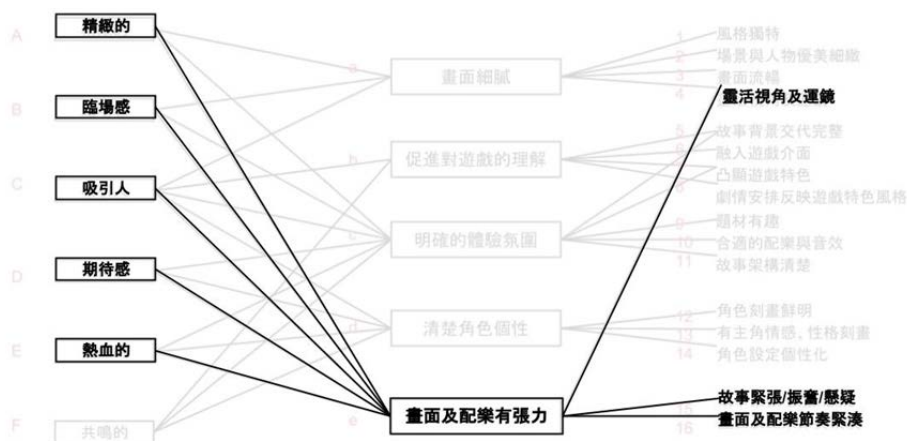 A
精緻的
B
臨場感
C
吸引人
D
期待感
E
熱血的
F
共鳴的
a
畫面細膩
b
促進對遊戲的理解
c
明確的體驗氛圍
d
清楚角色個性
e
畫面及配樂有張力
1 風格獨特
2 場景與人物優美細緻
3 畫面流暢
4 靈活視角及運鏡
5 故事背景交代完整
6 融入遊戲介面
凸顯遊戲特色
8 劇情安排反映遊戲特色風格
9 題材有趣
10 合適的配樂與音效
11 故事架構清楚
12 角色刻畫鮮明
13 有主角情感，性格刻畫
14 角色設定個性化
15 故事緊張/振奮/懸疑
16 畫面及配樂節奏緊湊